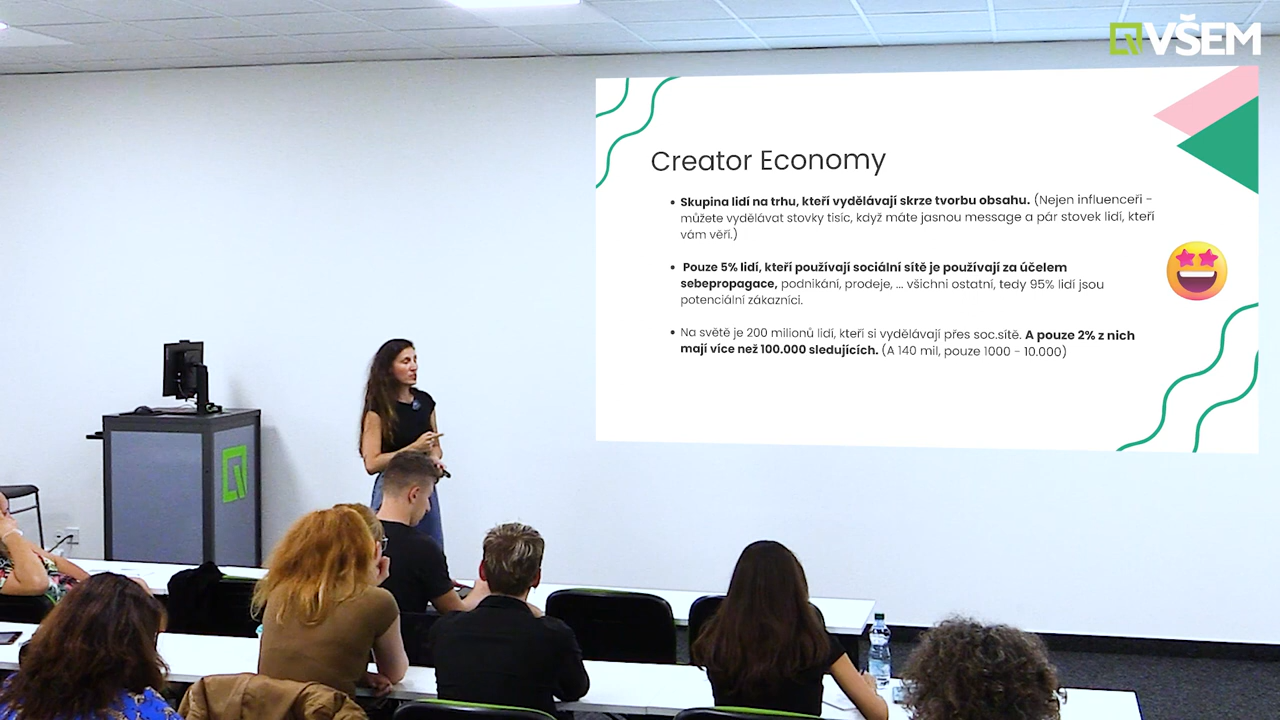 VŠEM
Creator Economy
• Skupina lidí na trhu, kteří vydělávají skrze tvorbu obsahu. (Nejen influenceři -
můžete vydělávat stovky tisíc, když máte jasnou message a pár stovek lidí, kteří
vám věří.)
• Pouze 5% lidí, kteří používají sociální sítě je používají za účelem
sebepropagace, podnikání, prodeje, ... všichni ostatní, tedy 95% lidí jsou
potenciální zákazníci.
• Na světě je 200 milionů lidí, kteří si vydělávají přes soc.sítě. A pouze 2% z nich
mají více než 100.000 sledujících. (A 140 mil, pouze 1000 - 10.000)